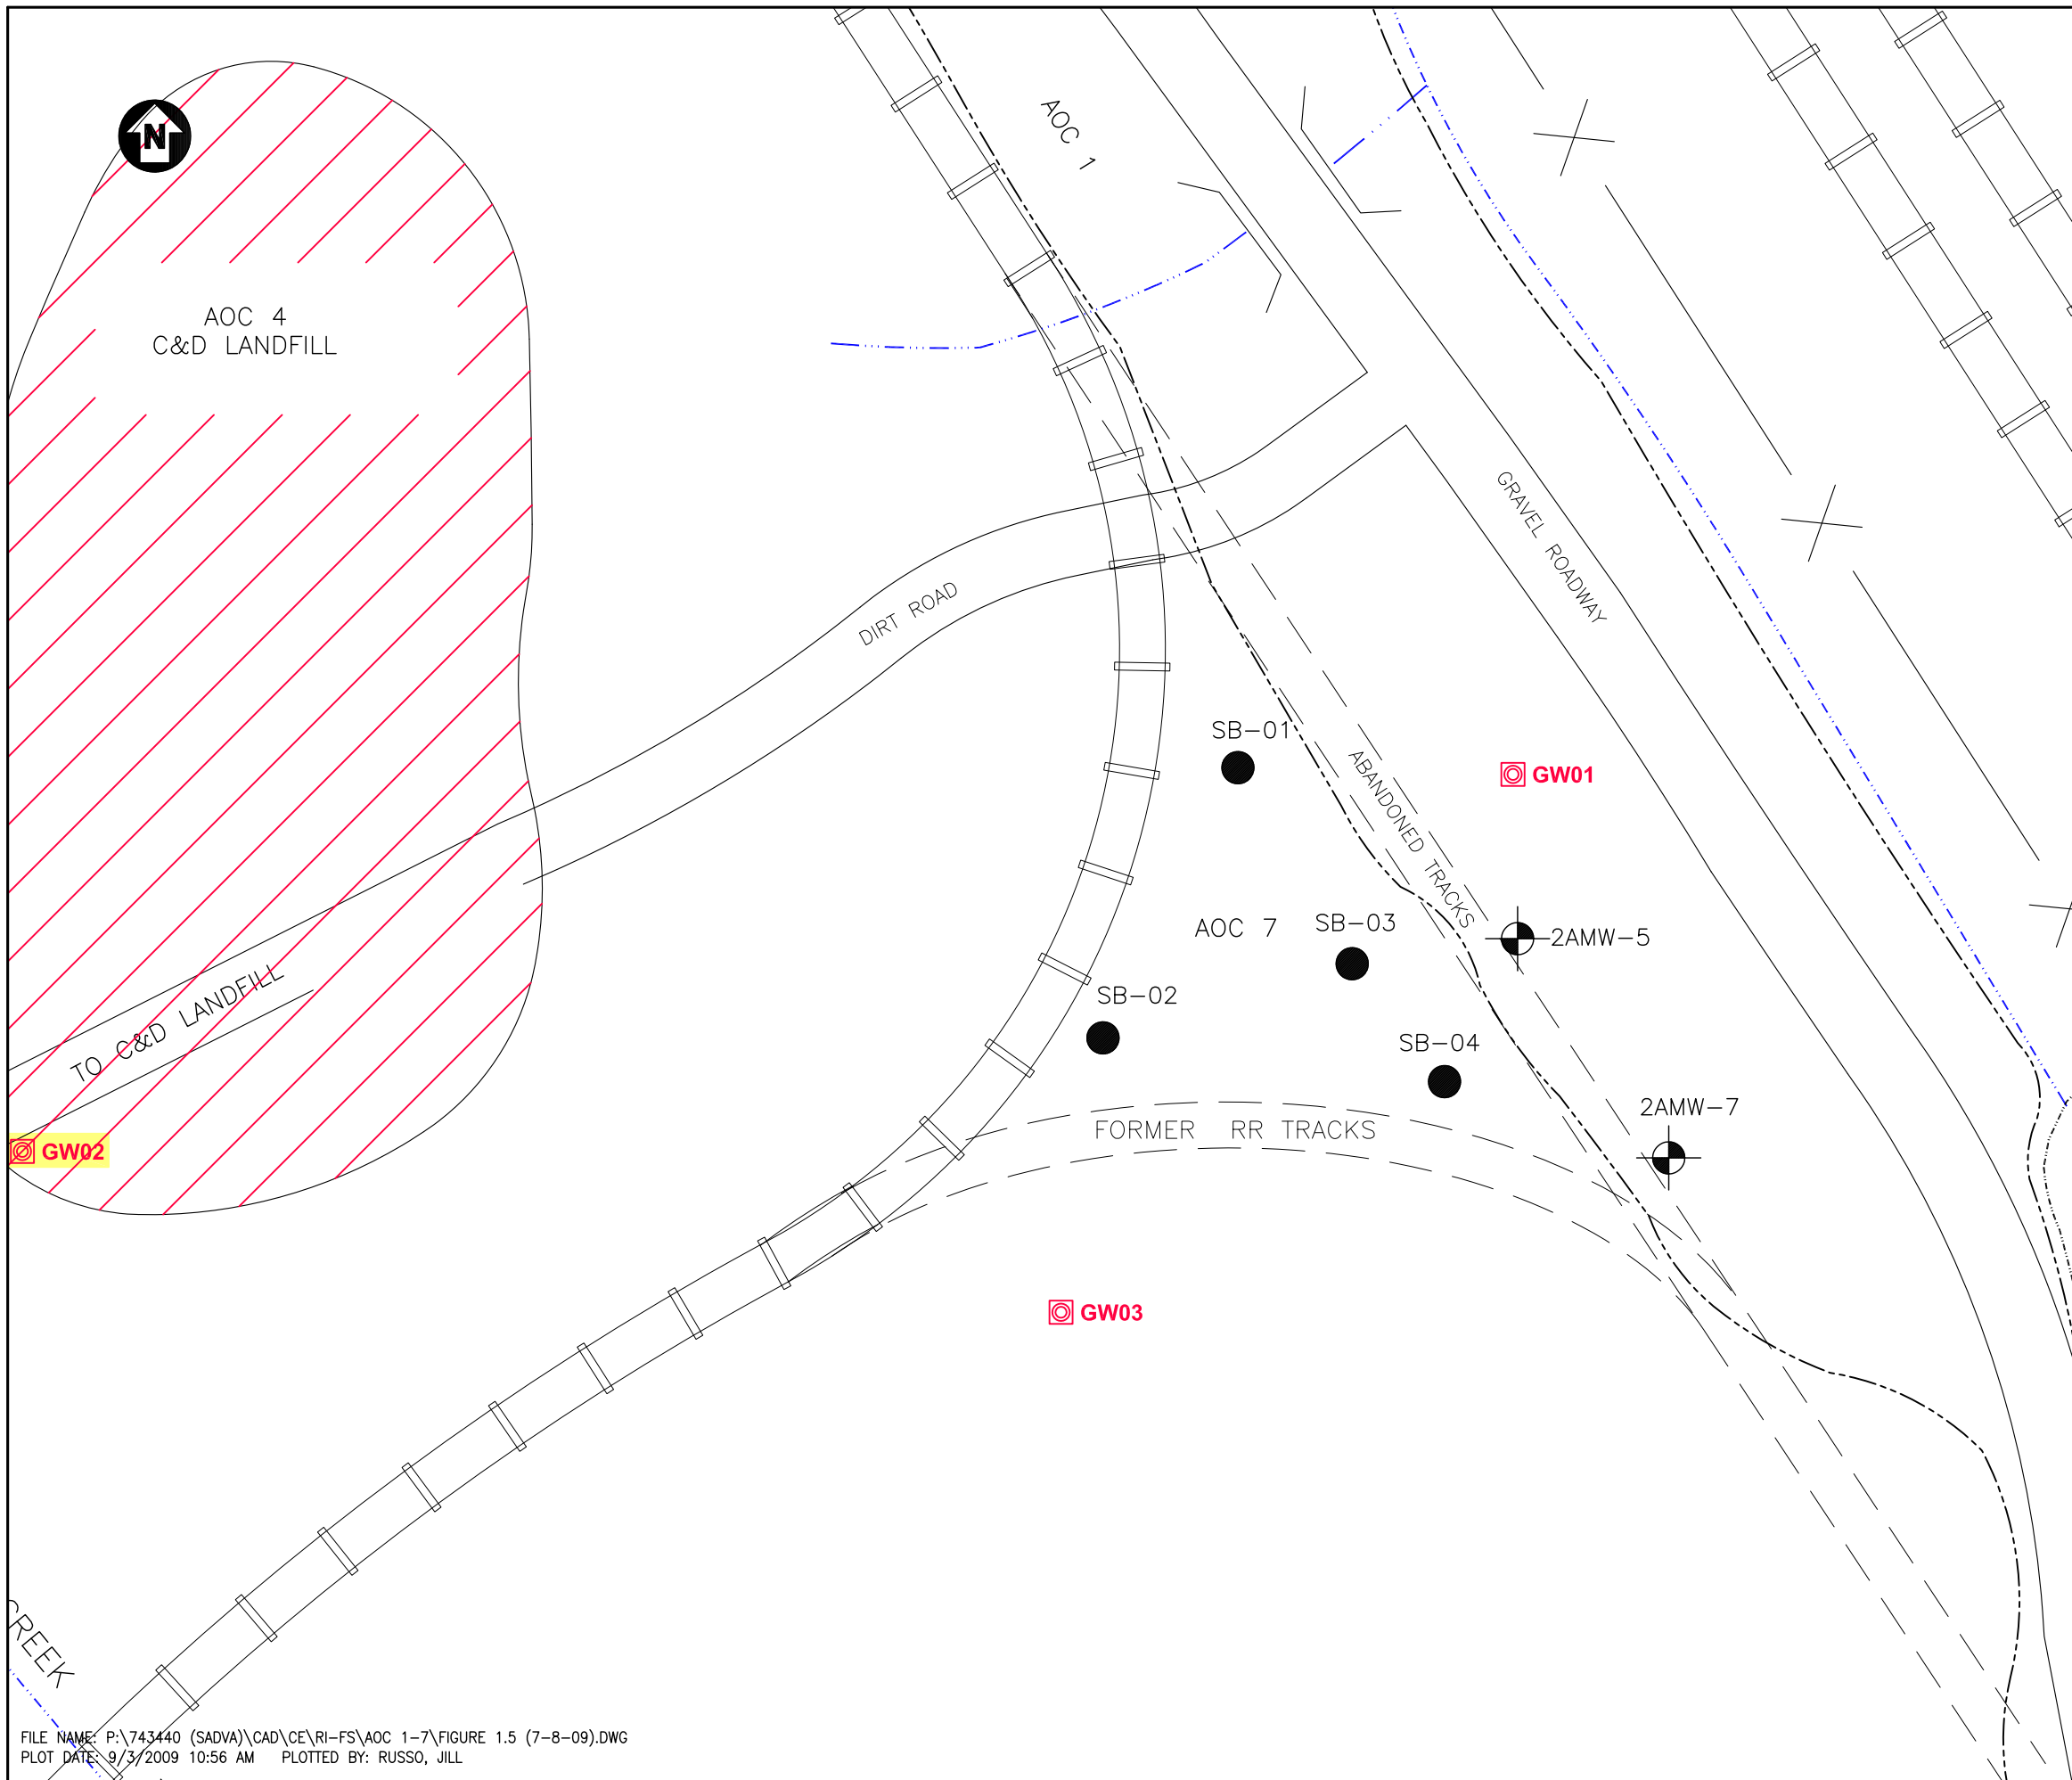 N
AOC 1
AOC 4
C&D LANDFILL
GRAVEL ROADWAY
DIRT ROAD
SB-01
GW01
ABANDONED TRACKS
AOC 7
SB-03
2AMW-5
SB-02
TO C&D LANDFILL
SB-04
2AMW-7
FORMER RR TRACKS
GW02
GW03
CREEK
FILE NAME: P:\743440 (SADVA)\CAD\CE\RI-FS\AOC 1-7\FIGURE 1.5 (7-8-09).DWG
PLOT DATE: 9/3/2009 10:56 AM PLOTTED BY: RUSSO, JILL